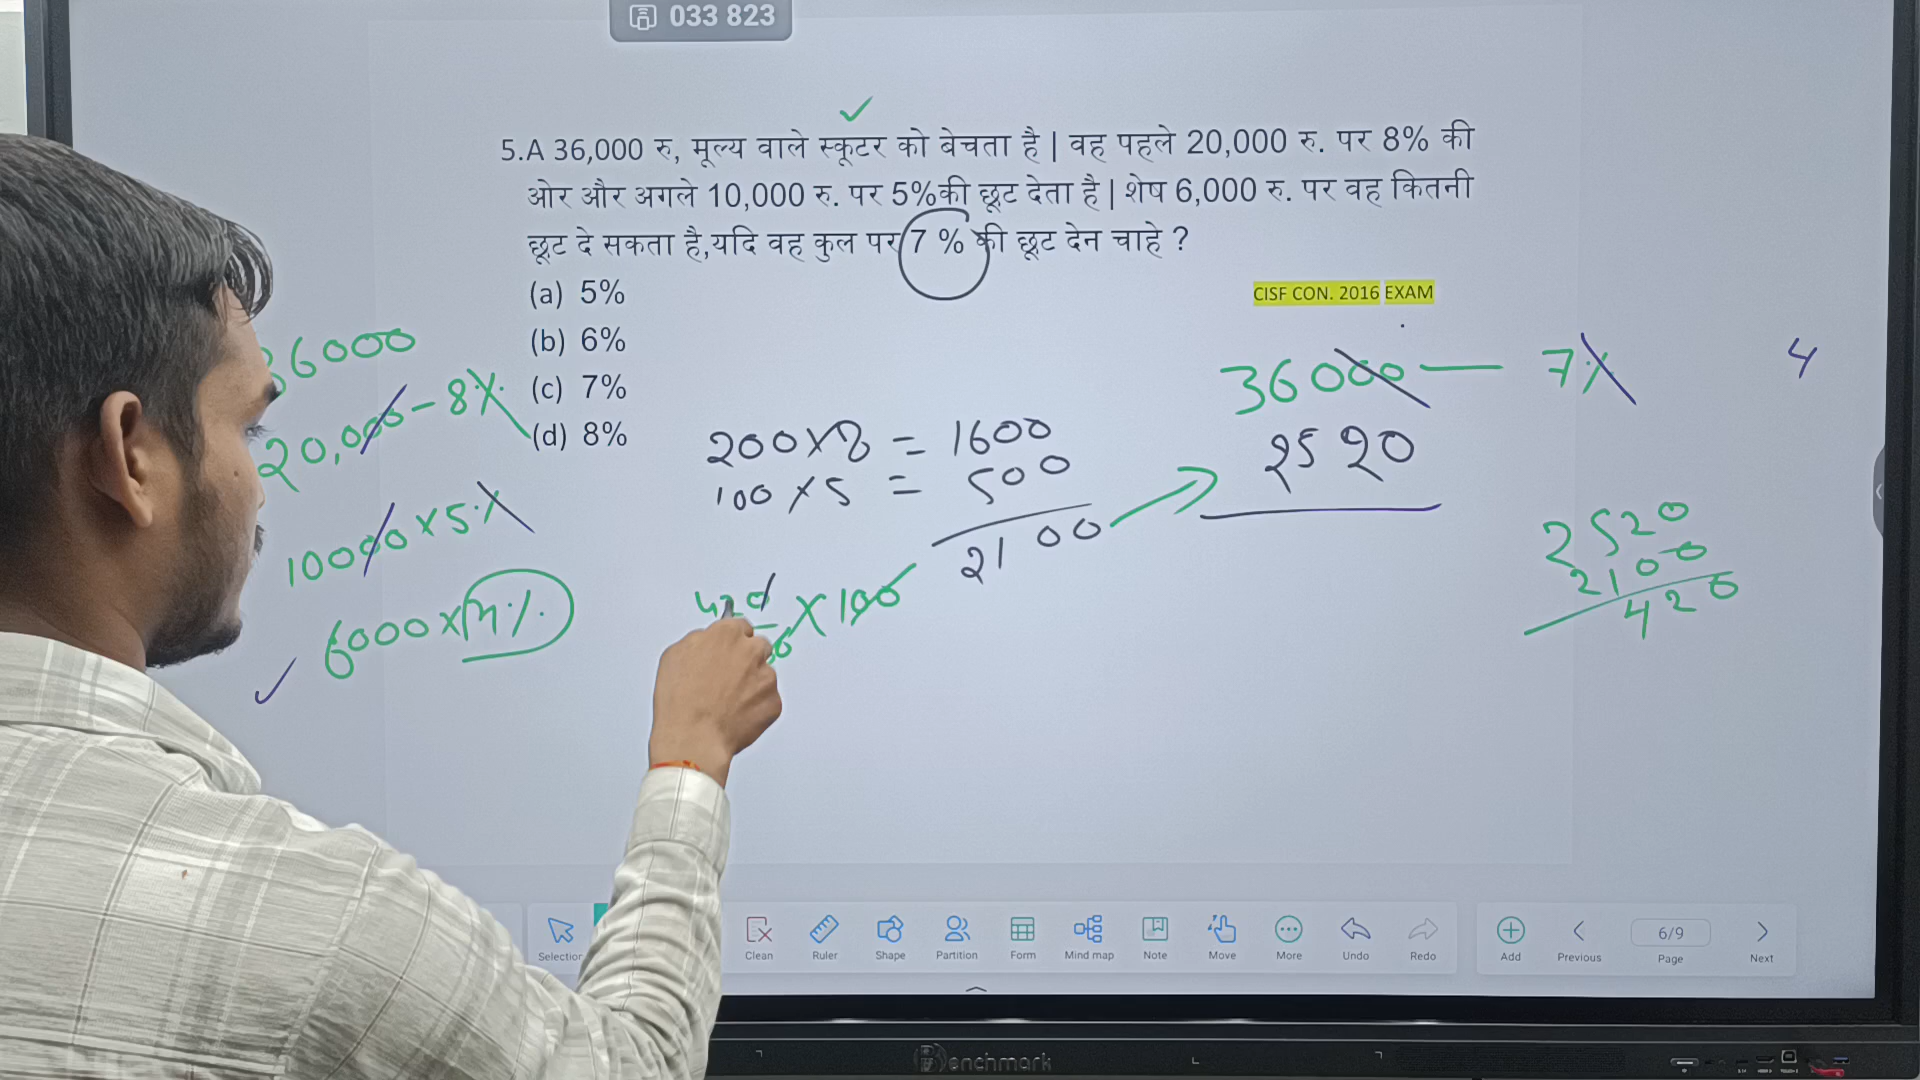 033 823
5.A 36,000 रु, मूल्य वाले स्कूटर को बेचता है | वह पहले 20,000 रु. पर 8% की
ओर और अगले 10,000 रु. पर 5%की छूट देता है | शेष 6,000 रु. पर वह कितनी
छूट दे सकता है,यदि वह कुल पर 7 % की छूट देन चाहे ?
(a) 5%
(b) 6%
(c) 7%
(d) 8%
CISF CON. 2016 EXAM
36000
20,000 - 8%
10000 x 5%
200 x 8 = 1600
100 x 5 = 500
2100
x 100
36000 — 7%
2520
4
2520
2100
420
Selection
Clean
Ruler
Shape
Partition
Form
Mind map
Note
Move
More
Undo
Redo
Add
Previous
6/9
Page
Next
Benchmark